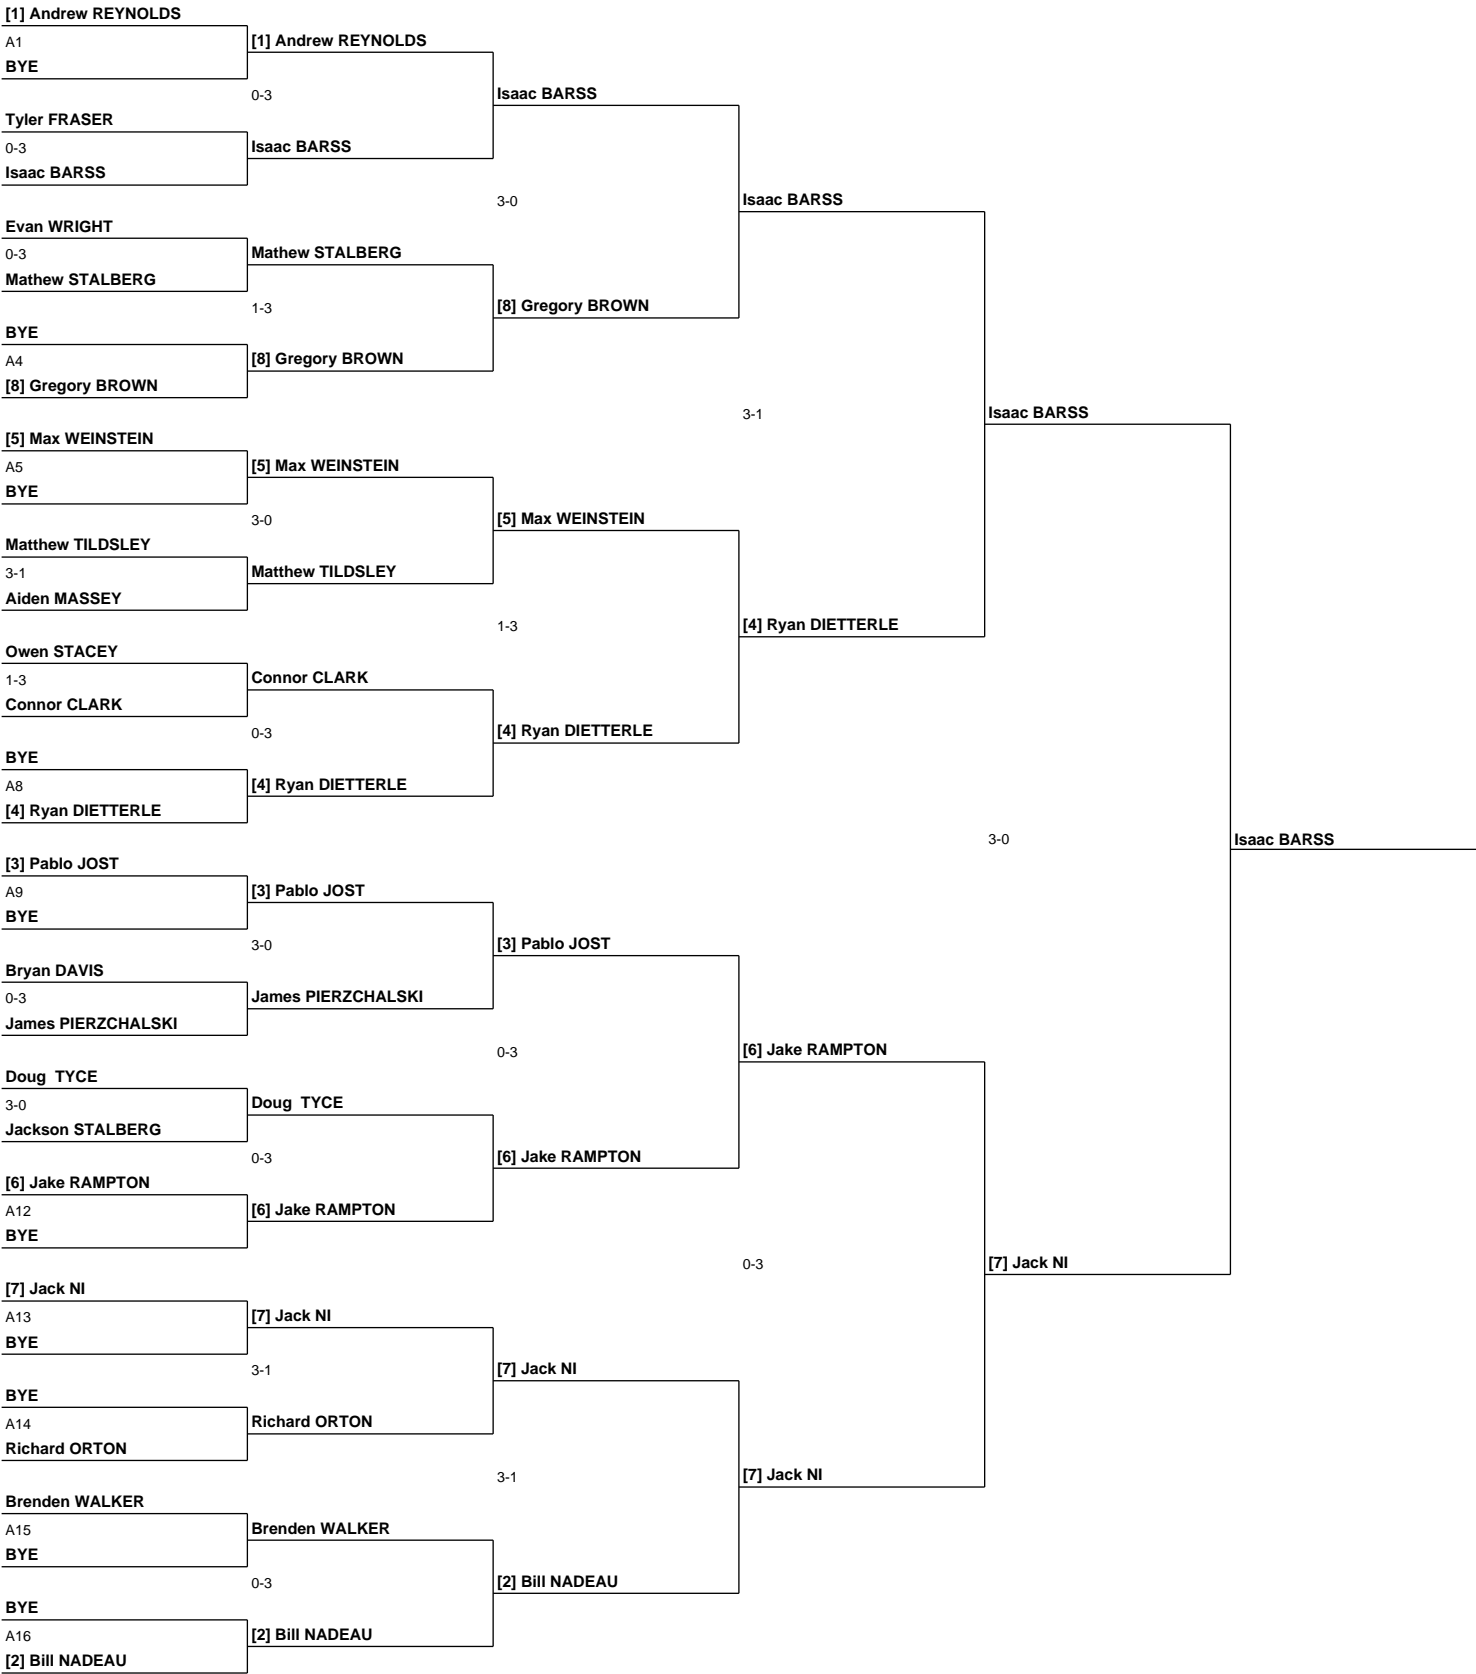 [1] Andrew REYNOLDS
A1
BYE
Tyler FRASER
0-3
Isaac BARSS
Evan WRIGHT
0-3
Mathew STALBERG
BYE
A4
[8] Gregory BROWN
[5] Max WEINSTEIN
A5
BYE
Matthew TILDSLEY
3-1
Aiden MASSEY
Owen STACEY
1-3
Connor CLARK
BYE
A8
[4] Ryan DIETTERLE
[3] Pablo JOST
A9
BYE
Bryan DAVIS
0-3
James PIERZCHALSKI
Doug  TYCE
3-0
Jackson STALBERG
[6] Jake RAMPTON
A12
BYE
[7] Jack NI
A13
BYE
BYE
A14
Richard ORTON
Brenden WALKER
A15
BYE
BYE
A16
[2] Bill NADEAU
[1] Andrew REYNOLDS
0-3
Isaac BARSS
Mathew STALBERG
1-3
[8] Gregory BROWN
[5] Max WEINSTEIN
3-0
Matthew TILDSLEY
Connor CLARK
0-3
[4] Ryan DIETTERLE
[3] Pablo JOST
3-0
James PIERZCHALSKI
Doug  TYCE
0-3
[6] Jake RAMPTON
[7] Jack NI
3-1
Richard ORTON
Brenden WALKER
0-3
[2] Bill NADEAU
Isaac BARSS
3-0
[8] Gregory BROWN
[5] Max WEINSTEIN
1-3
[4] Ryan DIETTERLE
[3] Pablo JOST
0-3
[6] Jake RAMPTON
[7] Jack NI
3-1
[2] Bill NADEAU
Isaac BARSS
3-1
[4] Ryan DIETTERLE
[6] Jake RAMPTON
0-3
[7] Jack NI
Isaac BARSS
3-0
[7] Jack NI
Isaac BARSS